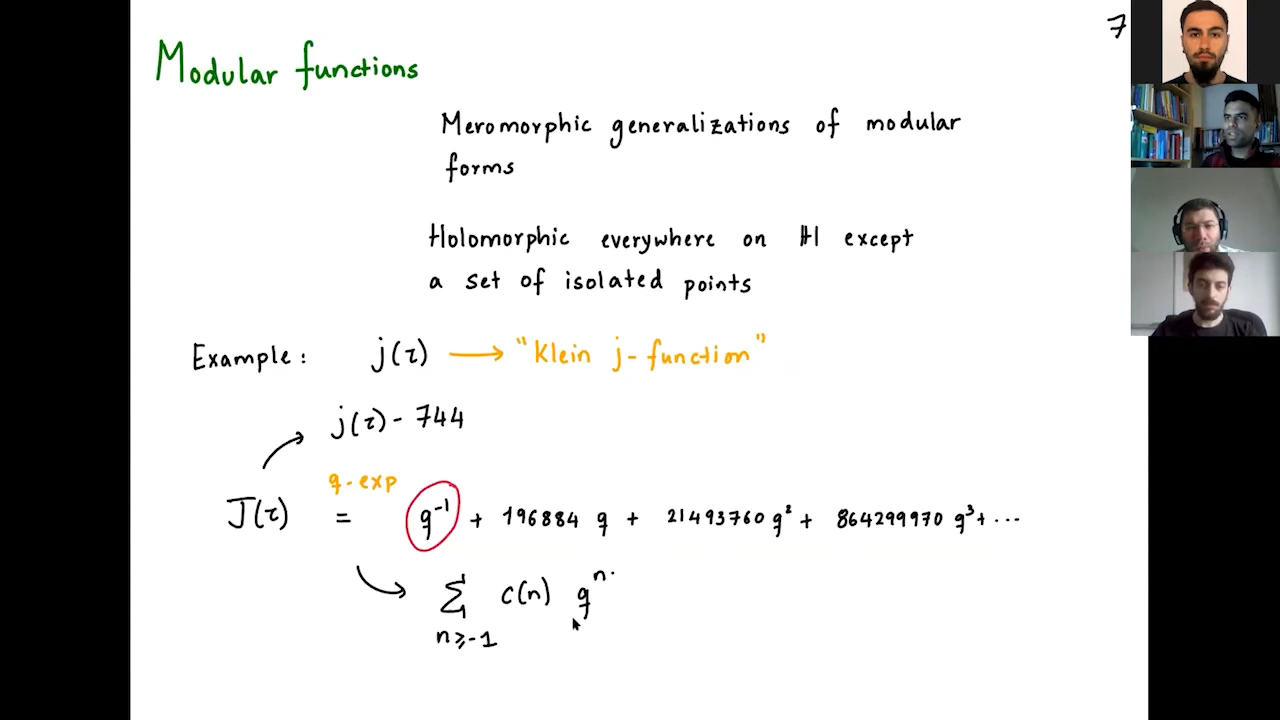 7
Modular functions
Meromorphic generalizations of modular
forms
Holomorphic everywhere on ℍ except
a set of isolated points
Example: j(τ) → "Klein j-function"
j(τ) - 744
q-exp
J(τ) = q⁻¹ + 196884 q + 21493760 q² + 864299970 q³ + ...
∑ c(n) qⁿ.
n ≥ -1